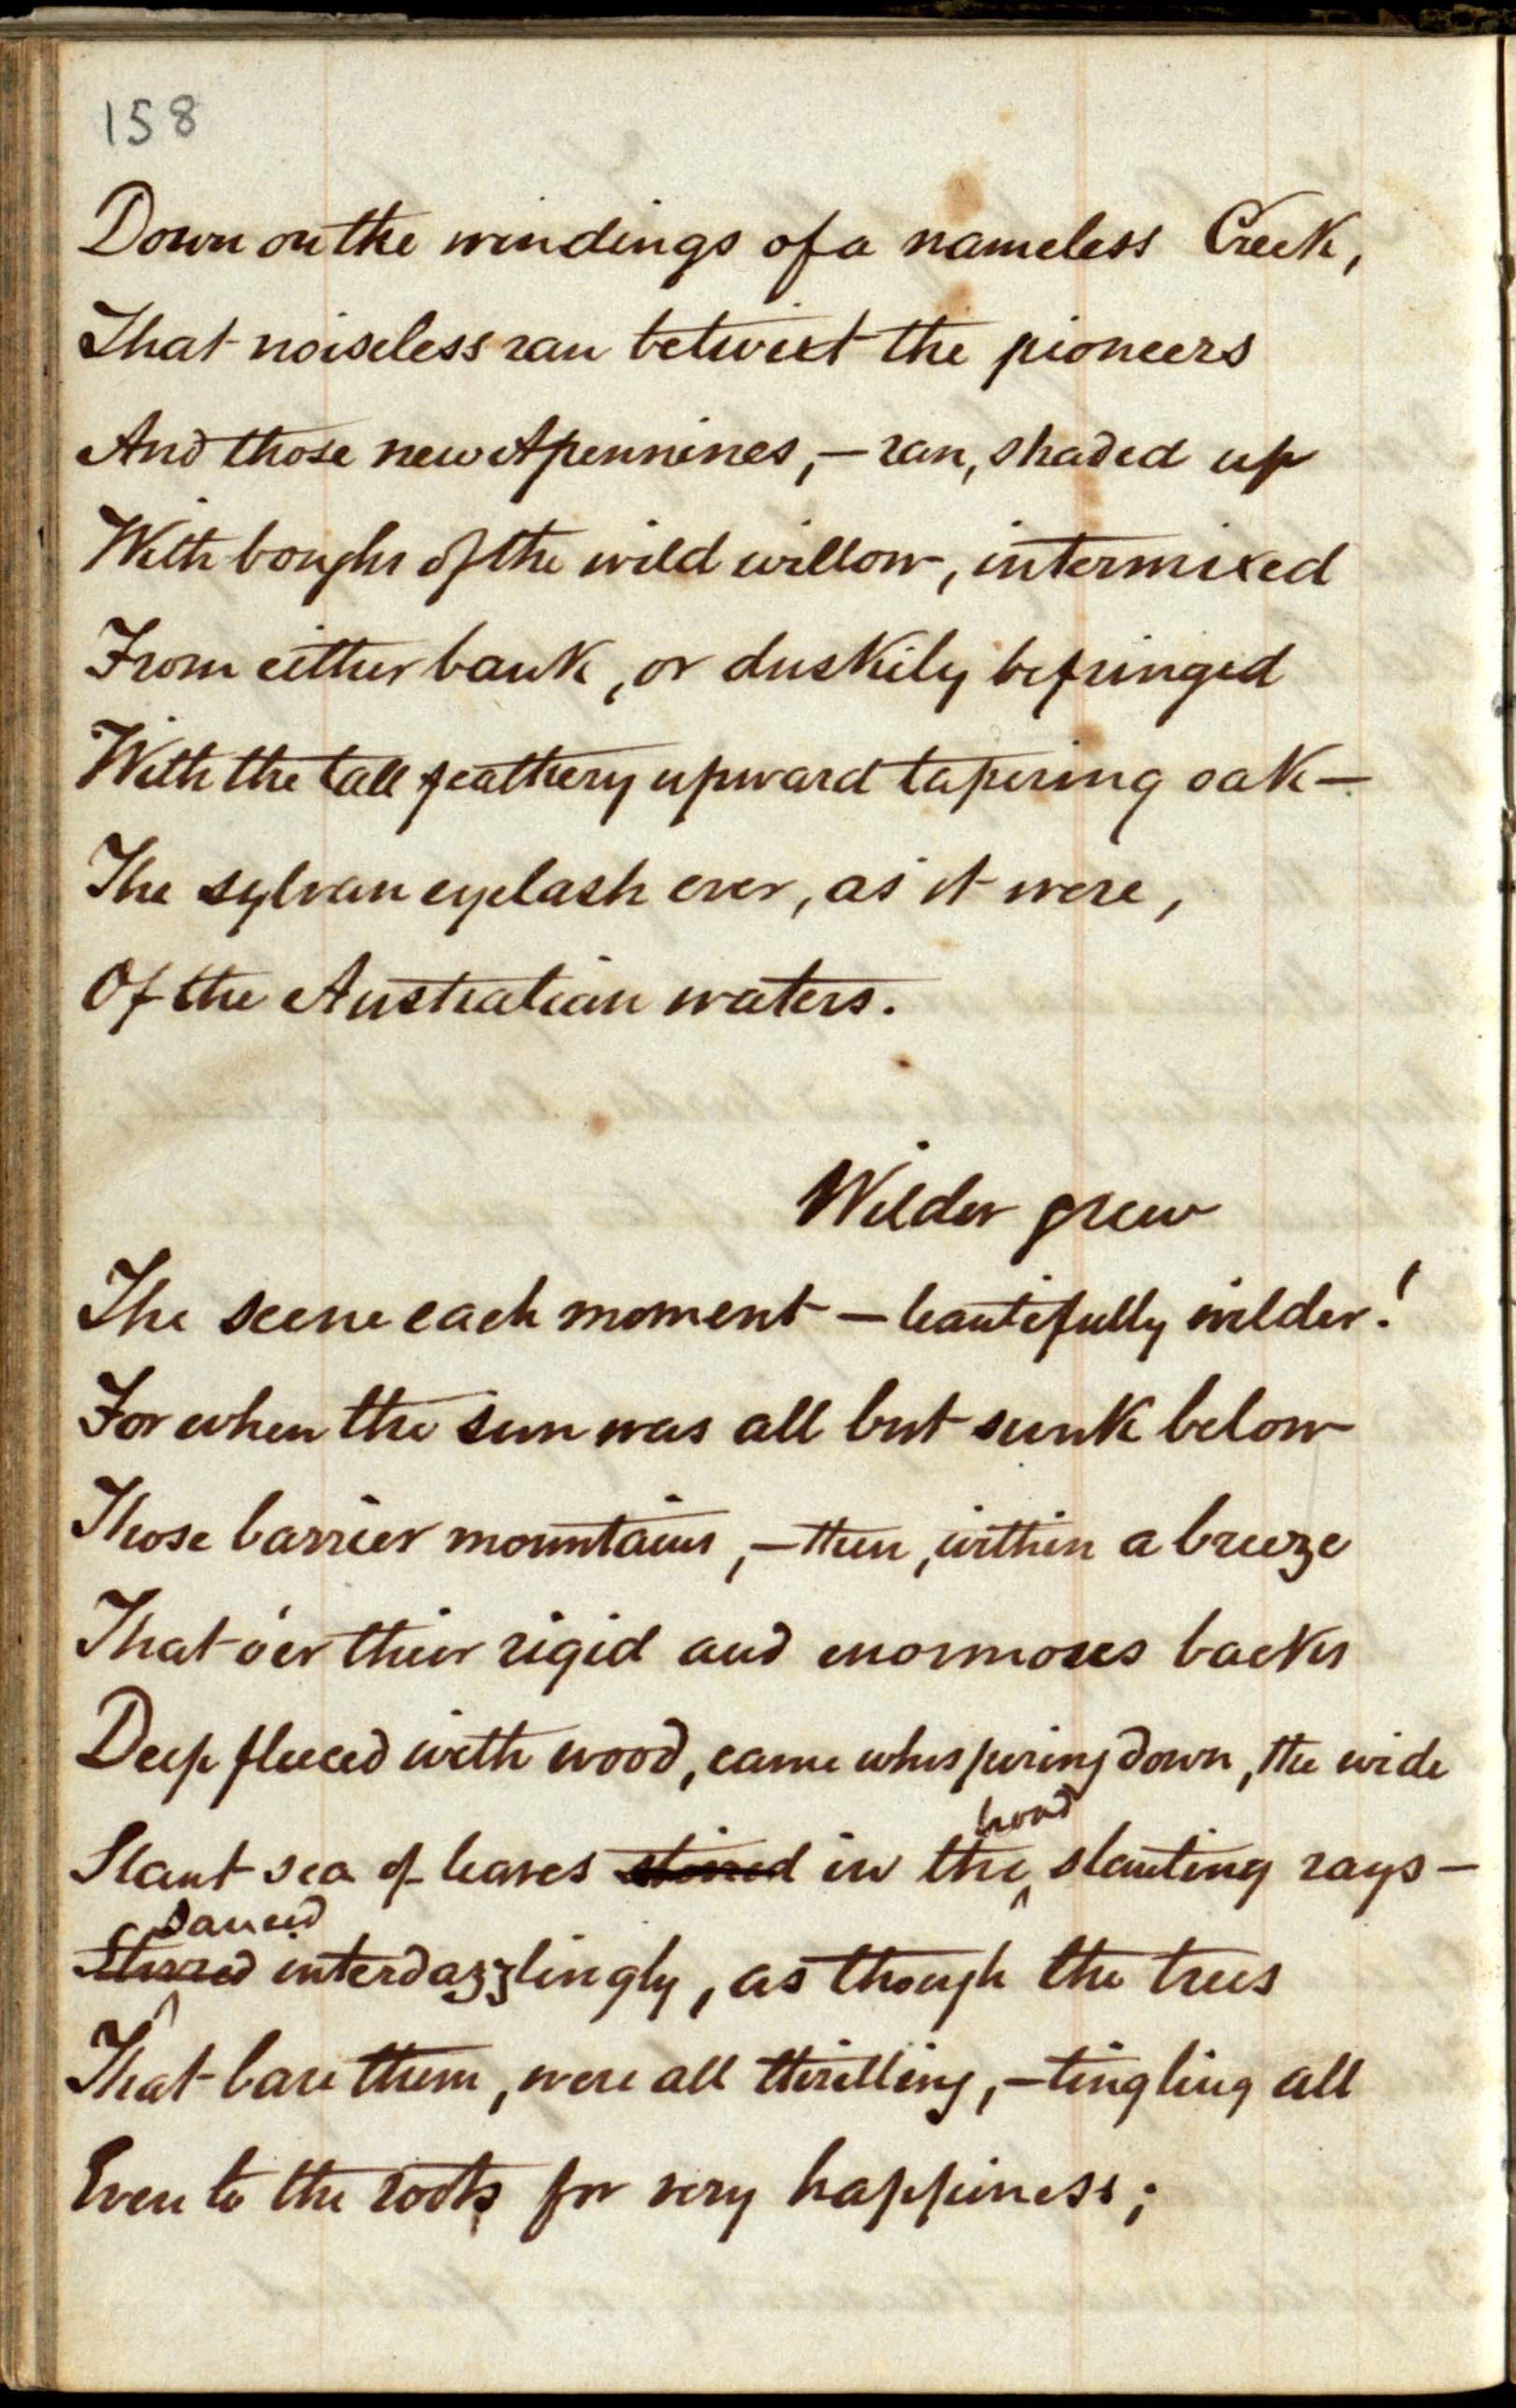 158
Down on the windings of a nameless Creek,
That noiseless ran betwixt the pioneers
And those new Apennines,—ran, shaded up
With boughs of the wild willow, intermixed
From either bank, or duskily befringed
With the tall feathery upward tapering oak—
The sylvan eyelash ever, as it were,
Of the Australian waters.
Wilder grew
The scene each moment—beautifully wilder!
For when the sun was all but sunk below
Those barrier mountains,—then, within a breeze
That o'er their rigid and enormous backs
Deep fleeced with wood, came whispering down, the wide
broad
Slant sea of leaves stirred in the slanting rays—
Danced
Stirred interdazzlingly, as though the trees
That bare them, were all thrilling,—tingling all
Even to the roots for very happiness;